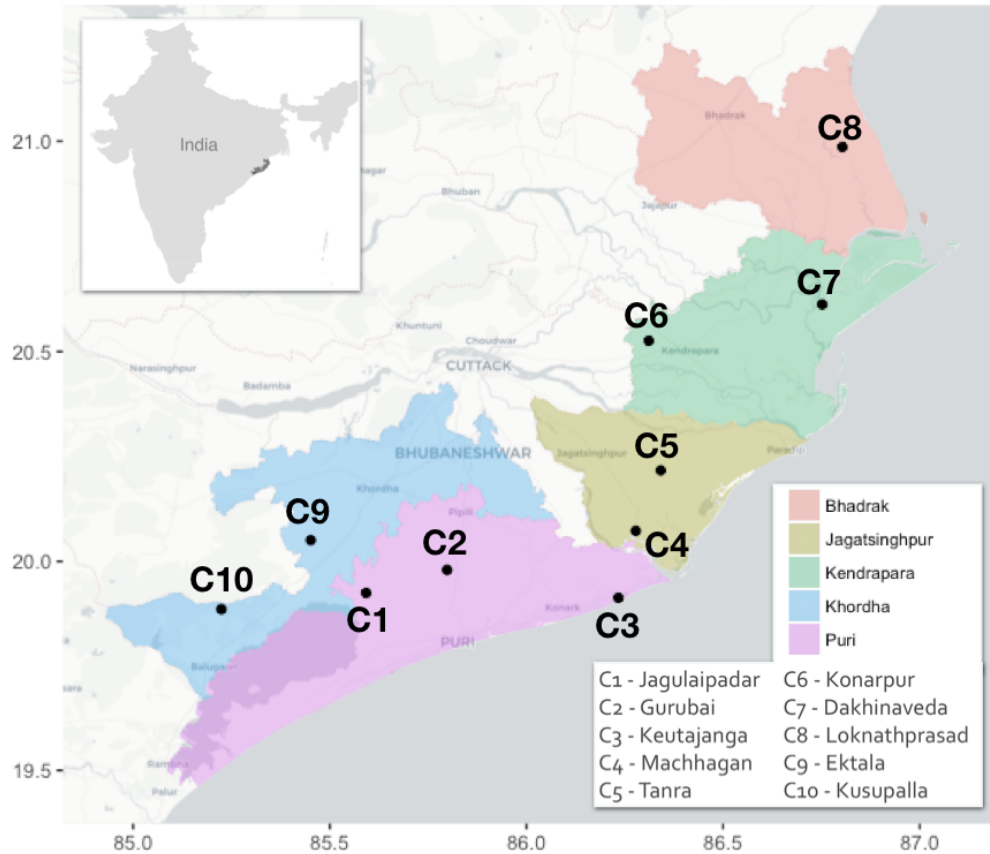 India
21.0
20.5
20.0
19.5
85.0
85.5
86.0
86.5
87.0
nagar
Bhuban
Bhadrak
C8
Jajapur
C7
C6
Khuntuni
Choudwar
Kendrapara
Narasinghpur
CUTTACK
Badamba
C5
BHUBANESHWAR
Jagatsinghpur
Paradip
Khordha
C9
Pipili
C2
C4
C10
C1
Konark
C3
PURI
Balugaon
Rambha
Palur
sara
Bhadrak
Jagatsinghpur
Kendrapara
Khordha
Puri
C1 - Jagulaipadar
C2 - Gurubai
C3 - Keutajanga
C4 - Machhagan
C5 - Tanra
C6 - Konarpur
C7 - Dakhinaveda
C8 - Loknathprasad
C9 - Ektala
C10 - Kusupalla